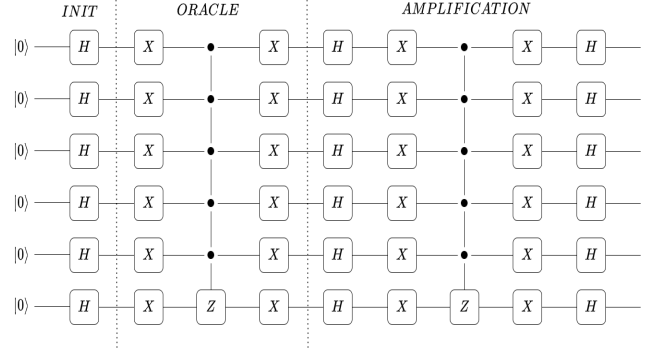 INIT ORACLE AMPLIFICATION
|0⟩ H X X H X X H
|0⟩ H X X H X X H
|0⟩ H X X H X X H
|0⟩ H X X H X X H
|0⟩ H X X H X X H
|0⟩ H X Z X H X Z X H